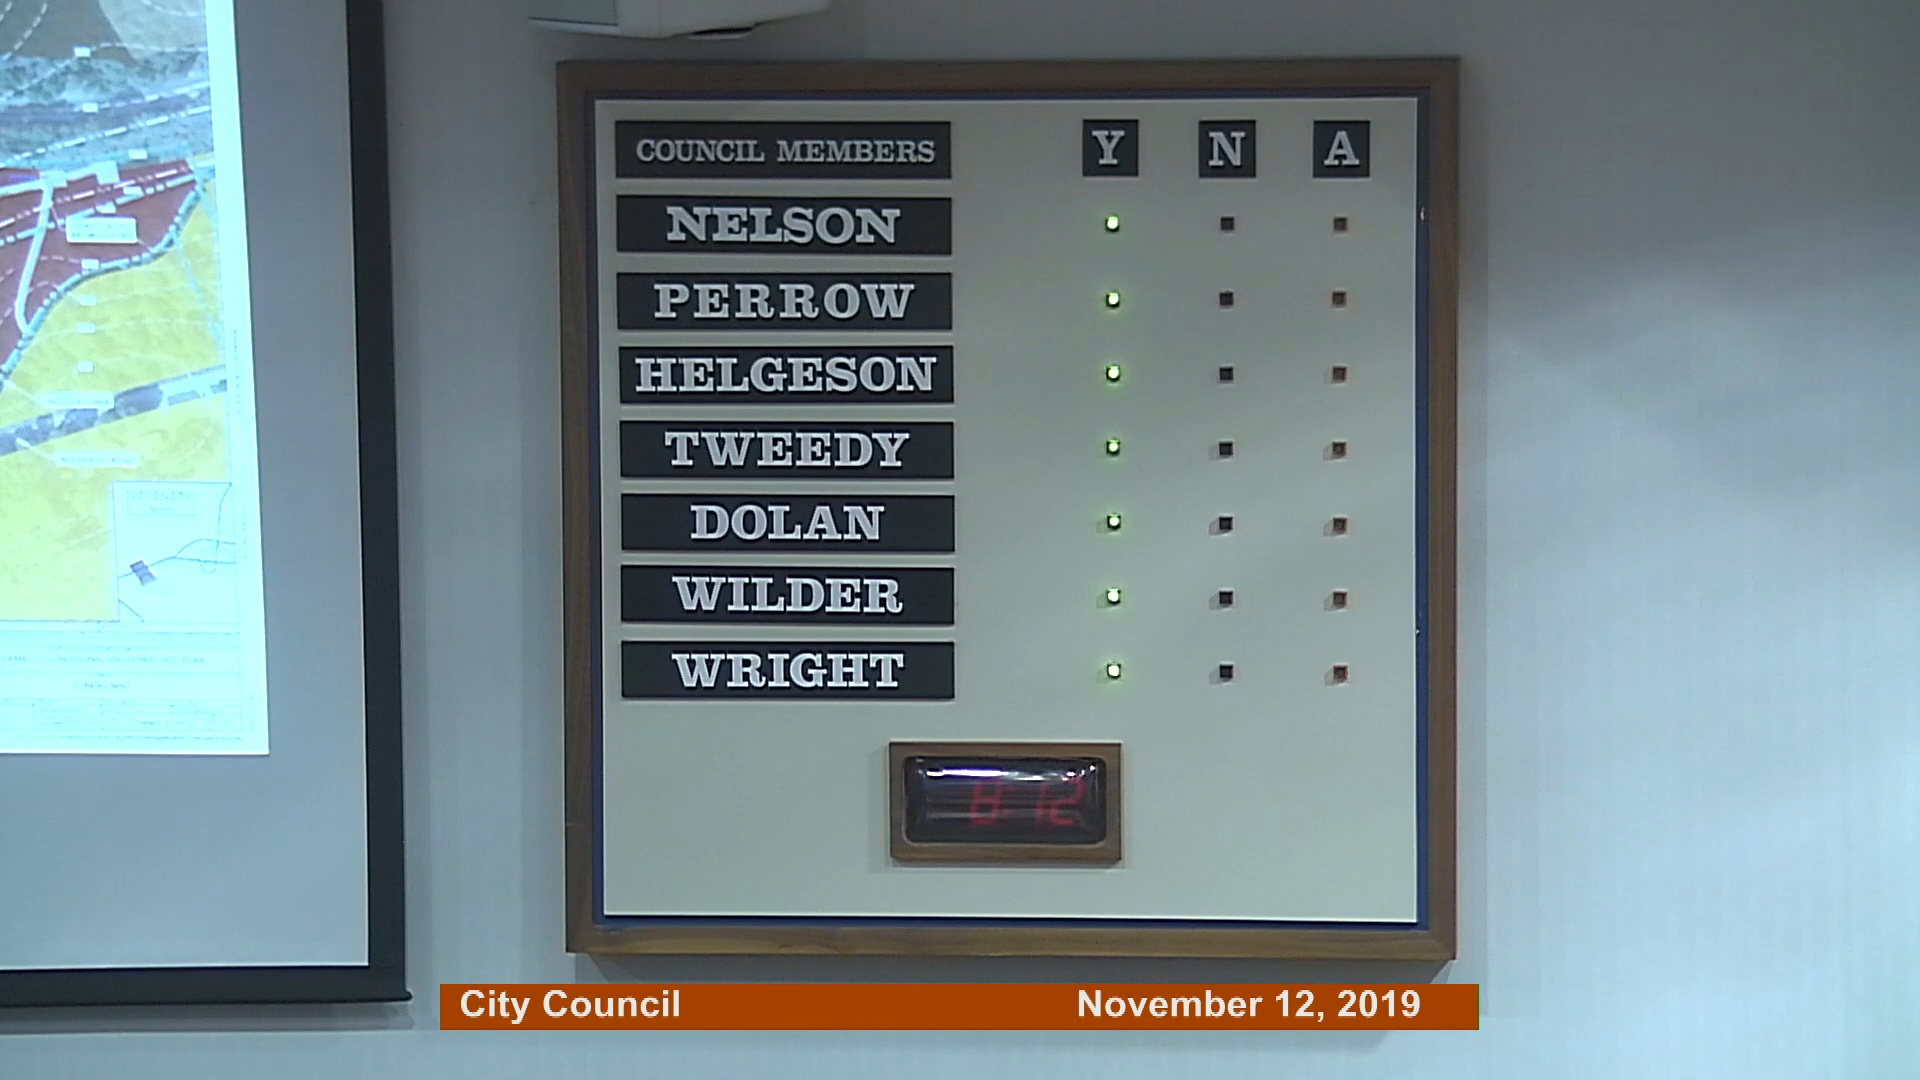 COUNCIL MEMBERS Y N A
NELSON
PERROW
HELGESON
TWEEDY
DOLAN
WILDER
WRIGHT
8:12
City Council November 12, 2019